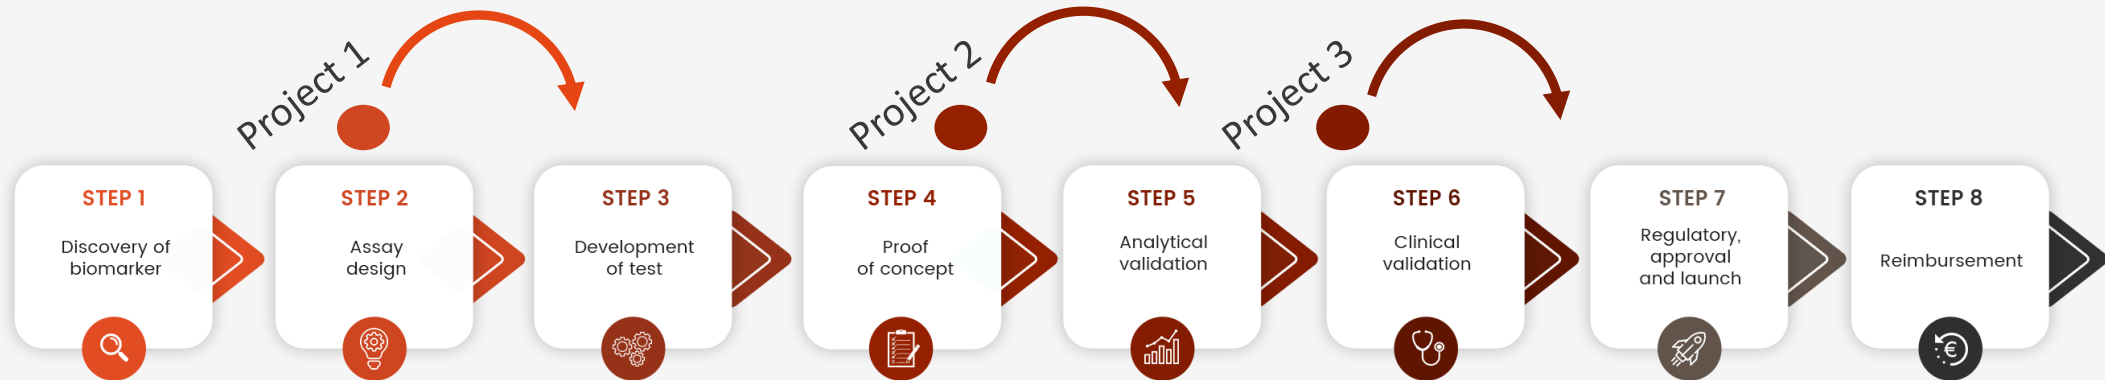 Project 1
Project 2
Project 3
STEP 1
Discovery of
biomarker
STEP 2
Assay
design
STEP 3
Development
of test
STEP 4
Proof
of concept
STEP 5
Analytical
validation
STEP 6
Clinical
validation
STEP 7
Regulatory,
approval
and launch
STEP 8
Reimbursement
€